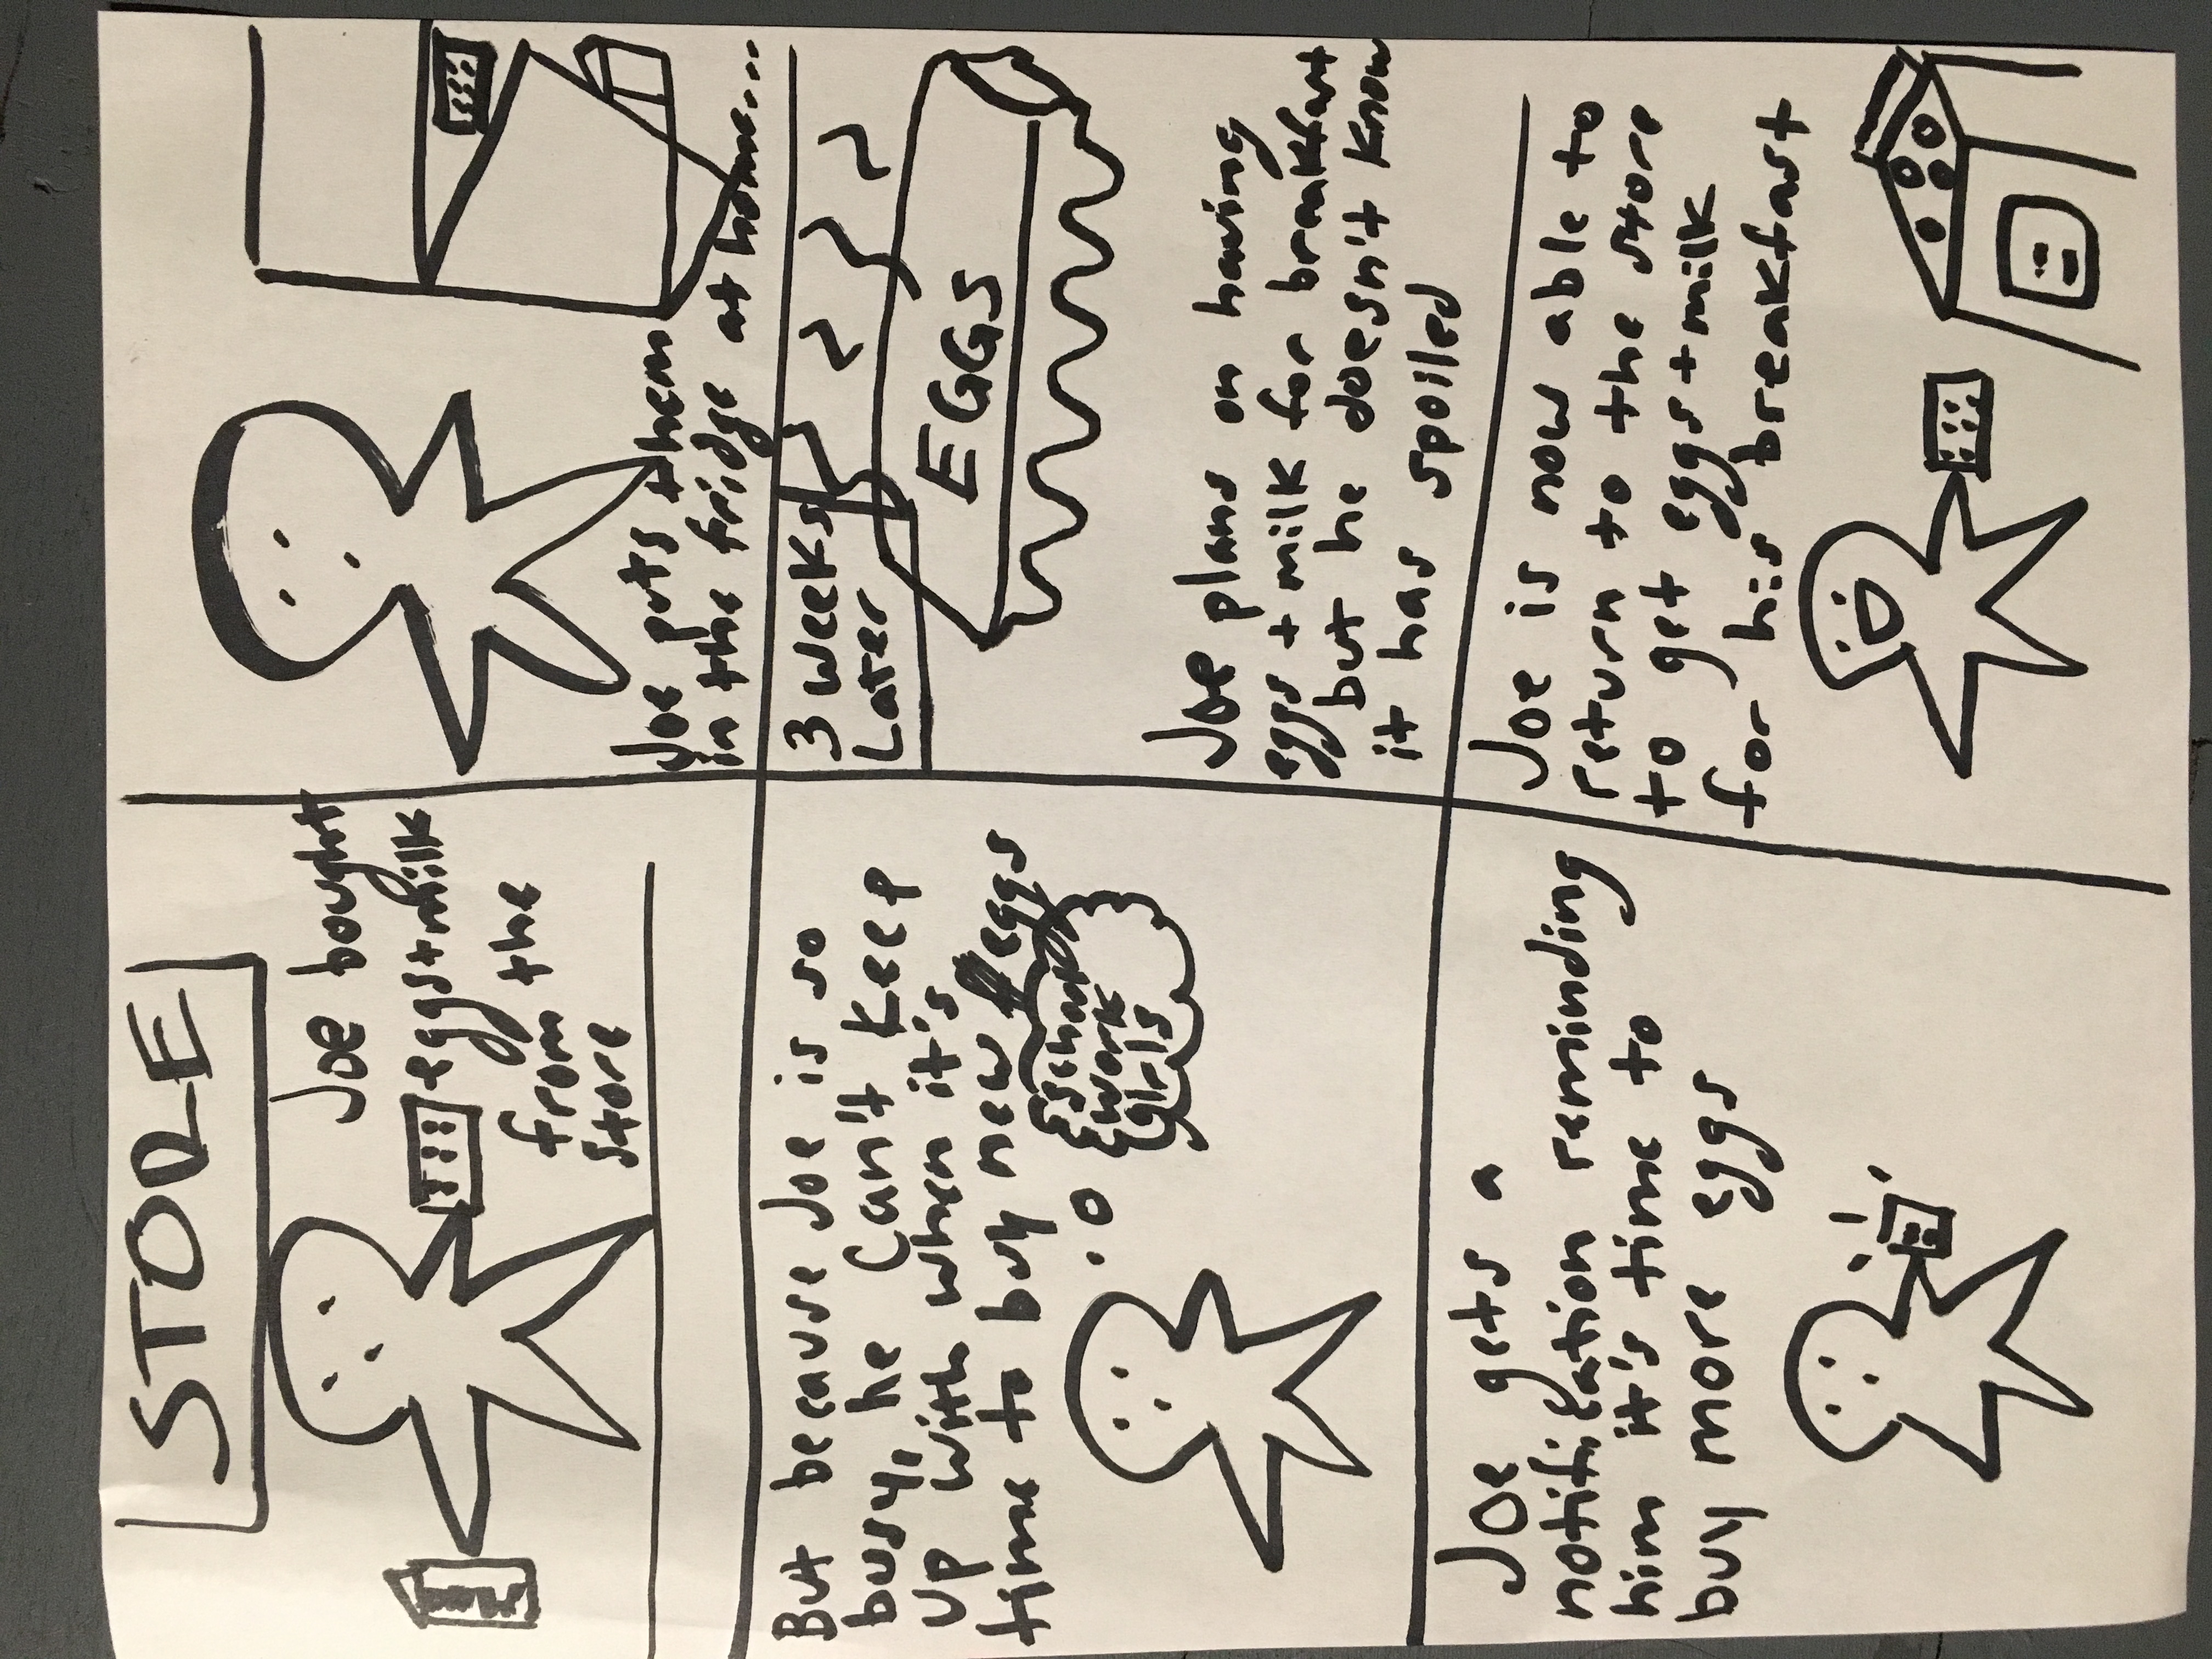 STORE
Joe bought
eggs + milk
from the
store
Joe puts them
in the fridge at home...
But because Joe is so
busy, he can't keep
up with when it's
time to buy new eggs
school
work
girls
3 weeks
Later
EGGS
Joe plans on having
eggs + milk for breakfast
but he doesn't know
it has spoiled
Joe gets a
notification reminding
him it's time to
buy more eggs
Joe is now able to
return to the store
to get eggs + milk
for his breakfast